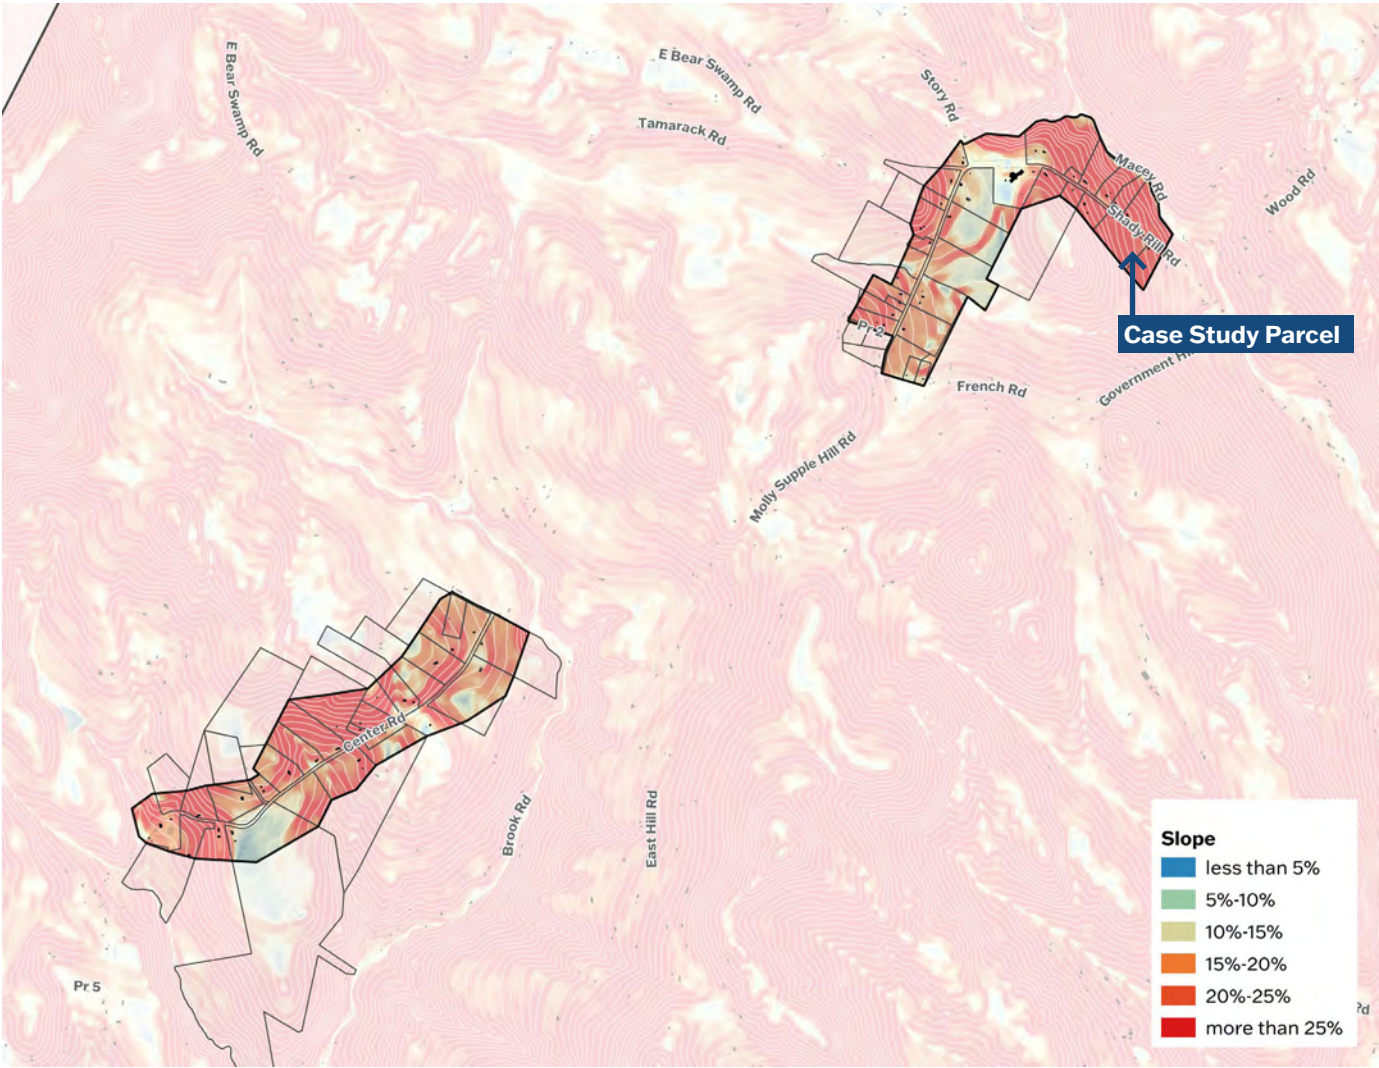 E Bear Swamp Rd
E Bear Swamp Rd
Story Rd
Tamarack Rd
Macey Rd
Wood Rd
Shady Rill Rd
Pr 2
Case Study Parcel
French Rd
Government
Molly Supple Hill Rd
Center Rd
Brook Rd
East Hill Rd
Pr 5
Slope
less than 5%
5%-10%
10%-15%
15%-20%
20%-25%
more than 25%